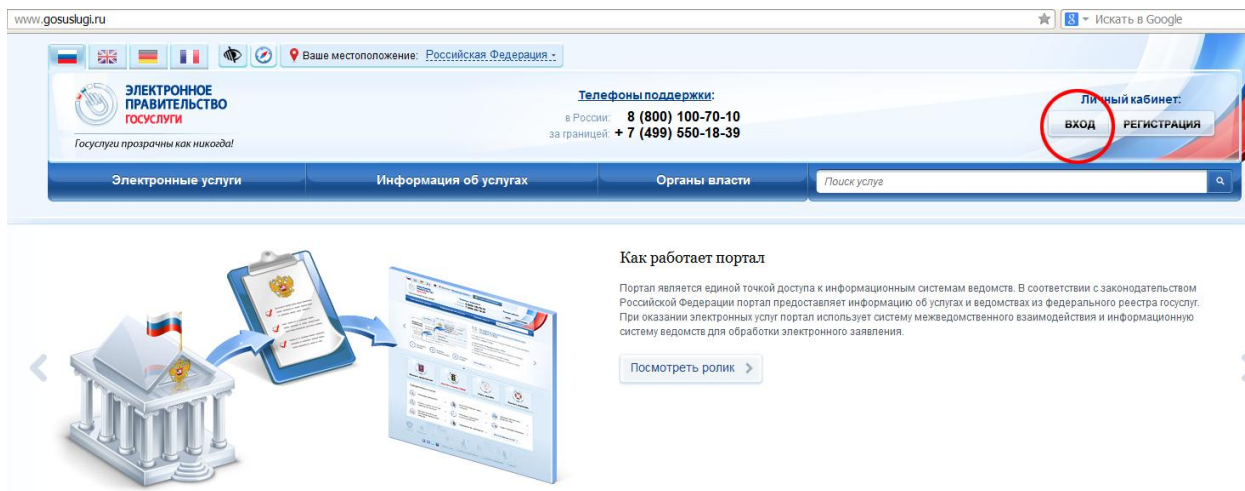 www.gosuslugi.ru
Искать в Google
Ваше местоположение: Российская Федерация
ЭЛЕКТРОННОЕ
ПРАВИТЕЛЬСТВО
ГОСУСЛУГИ
Госуслуги прозрачны как никогда!
Телефоны поддержки:
в России: 8 (800) 100-70-10
за границей: + 7 (499) 550-18-39
Личный кабинет:
ВХОД РЕГИСТРАЦИЯ
Электронные услуги Информация об услугах Органы власти Поиск услуг
Как работает портал
Портал является единой точкой доступа к информационным системам ведомств. В соответствии с законодательством
Российской Федерации портал предоставляет информацию об услугах и ведомствах из федерального реестра госуслуг.
При оказании электронных услуг портал использует систему межведомственного взаимодействия и информационную
систему ведомств для обработки электронного заявления.
Посмотреть ролик